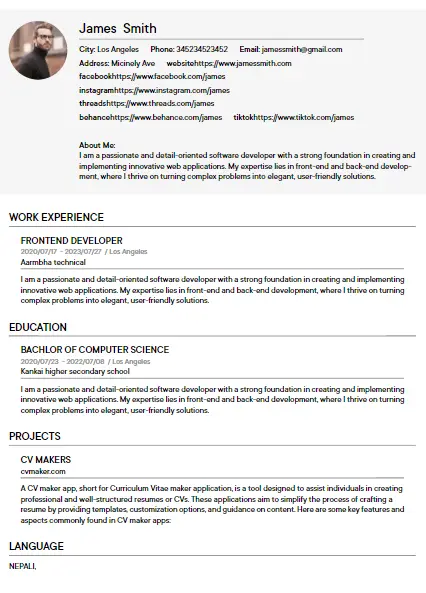 James Smith
City: Los Angeles Phone: 345234523452 Email: jamessmith@gmail.com
Address: Micinely Ave websitehttps://www.jamessmith.com
facebookhttps://www.facebook.com/james
instagramhttps://www.instagram.com/james
threadshttps://www.threads.com/james
behancehttps://www.behance.com/james tiktokhttps://www.tiktok.com/james
About Me:
I am a passionate and detail-oriented software developer with a strong foundation in creating and
implementing innovative web applications. My expertise lies in front-end and back-end develop-
ment, where I thrive on turning complex problems into elegant, user-friendly solutions.
WORK EXPERIENCE
FRONTEND DEVELOPER
2020/07/17 - 2023/07/27 / Los Angeles
Aarmbha technical
I am a passionate and detail-oriented software developer with a strong foundation in creating and implementing
innovative web applications. My expertise lies in front-end and back-end development, where I thrive on turning
complex problems into elegant, user-friendly solutions.
EDUCATION
BACHLOR OF COMPUTER SCIENCE
2020/07/23 - 2022/07/08 / Los Angeles
Kankai higher secondary school
I am a passionate and detail-oriented software developer with a strong foundation in creating and implementing
innovative web applications. My expertise lies in front-end and back-end development, where I thrive on turning
complex problems into elegant, user-friendly solutions.
PROJECTS
CV MAKERS
cvmaker.com
A CV maker app, short for Curriculum Vitae maker application, is a tool designed to assist individuals in creating
professional and well-structured resumes or CVs. These applications aim to simplify the process of crafting a
resume by providing templates, customization options, and guidance on content. Here are some key features and
aspects commonly found in CV maker apps:
LANGUAGE
NEPALI,